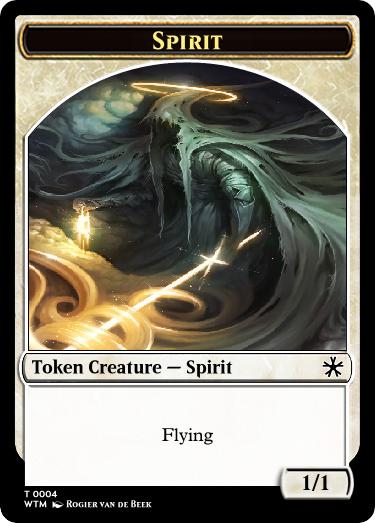 Spirit
Token Creature — Spirit
Flying
1/1
T 0004
WTM Rogier van de Beek